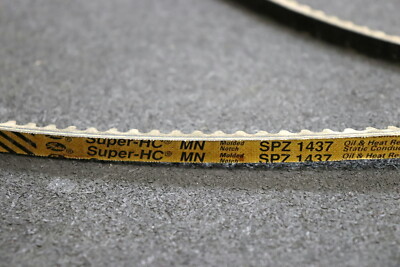 Super-HC® MN Molded Notch SPZ 1437 Oil & Heat Re
Super-HC® MN Molded Notch SPZ 1437 Oil & Heat Re
Static Conduc